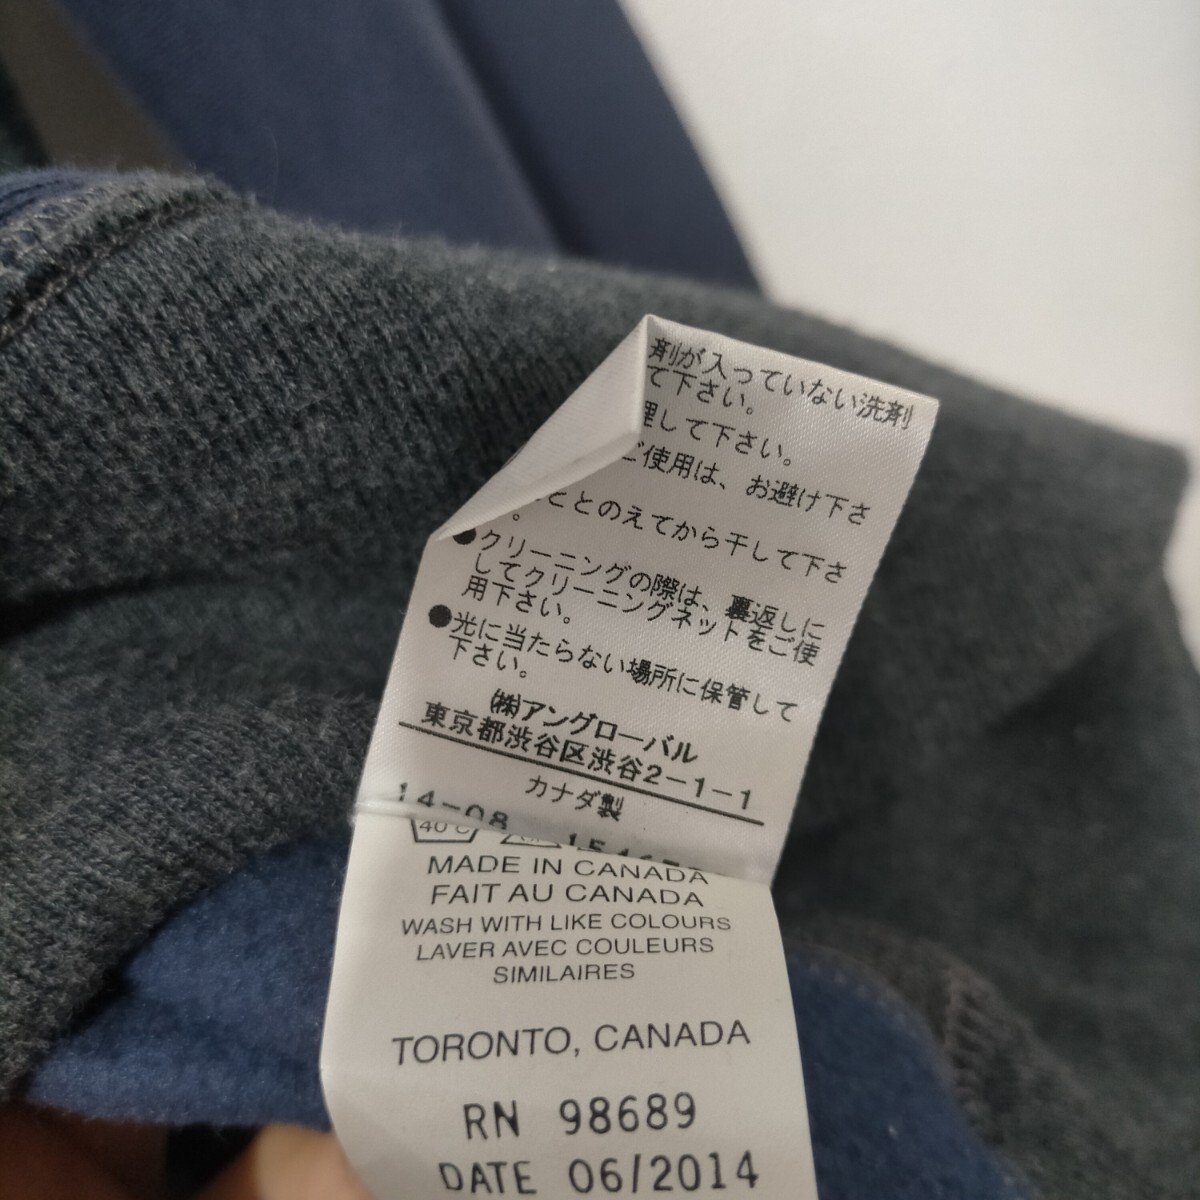 剤が入っていない洗剤
て下さい。
理して下さい。
ご使用は、お避け下さ
ととのえてから干して下さ
。
●クリーニングの際は、裏返しに
してクリーニングネットをご使
用下さい。
●光に当たらない場所に保管して
下さい。
㈱アングローバル
東京都渋谷区渋谷2-1-1
カナダ製
14-08
40℃
MADE IN CANADA
FAIT AU CANADA
WASH WITH LIKE COLOURS
LAVER AVEC COULEURS
SIMILAIRES
TORONTO, CANADA
RN 98689
DATE 06/2014